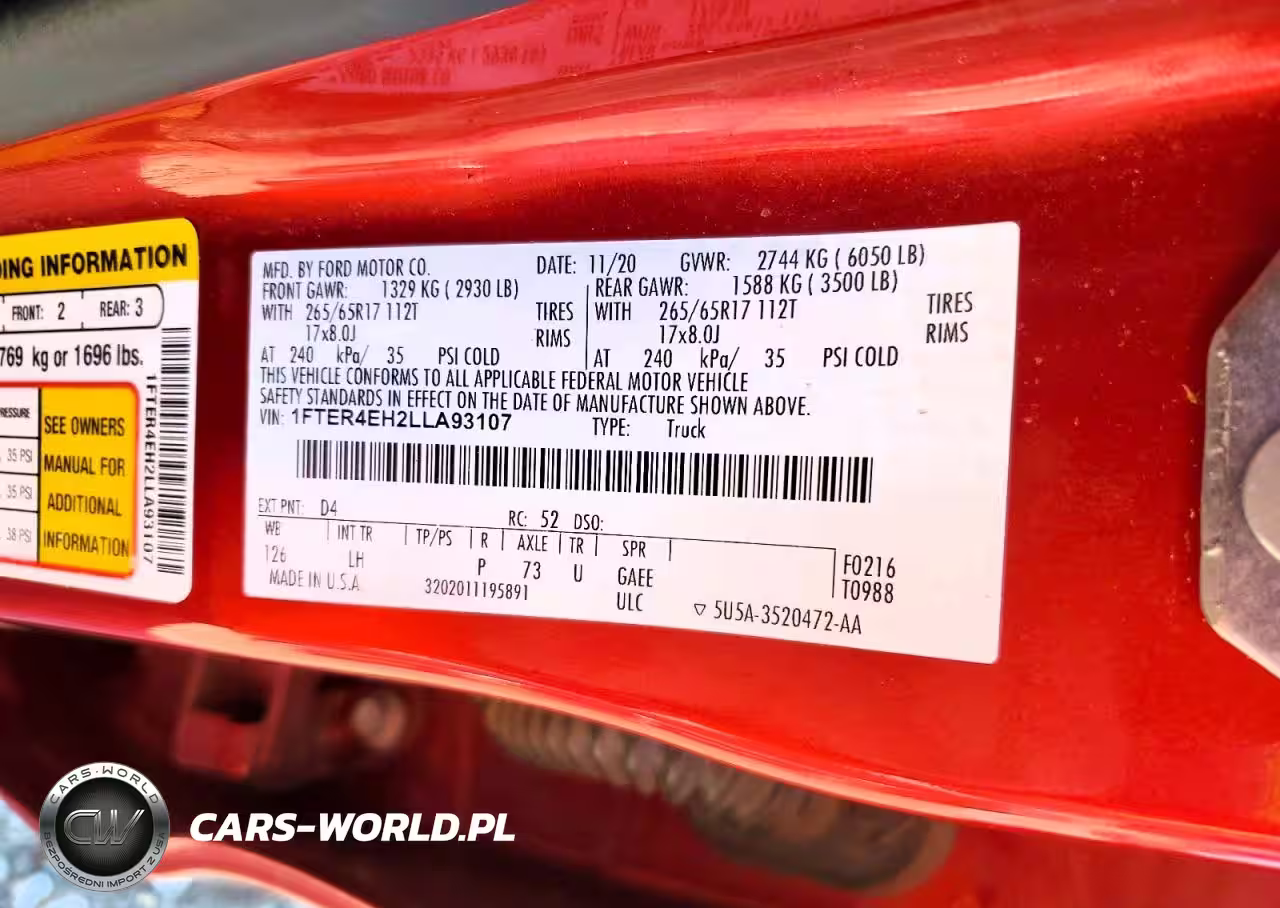 DING INFORMATION
FRONT: 2 REAR: 3
769 kg or 1696 lbs.
RESSURE
35 PSI
35 PSI
38 PSI
SEE OWNERS
MANUAL FOR
ADDITIONAL
INFORMATION
1FTER4EH2LLA93107
MFD. BY FORD MOTOR CO. DATE: 11/20 GVWR: 2744 KG ( 6050 LB)
FRONT GAWR: 1329 KG ( 2930 LB) REAR GAWR: 1588 KG ( 3500 LB)
WITH 265/65R17 112T TIRES WITH 265/65R17 112T TIRES
17x8.0J RIMS 17x8.0J RIMS
AT 240 kPa/ 35 PSI COLD AT 240 kPa/ 35 PSI COLD
THIS VEHICLE CONFORMS TO ALL APPLICABLE FEDERAL MOTOR VEHICLE
SAFETY STANDARDS IN EFFECT ON THE DATE OF MANUFACTURE SHOWN ABOVE.
VIN: 1FTER4EH2LLA93107 TYPE: Truck
EXT PNT: D4 RC: 52 DSO:
WB INT TR TP/PS R AXLE TR SPR
126 LH P 73 U GAEE F0216
MADE IN U.S.A 3202011195891 ULC T0988
▽ 5U5A-3520472-AA
CARS-WORLD
CW
BEZPOŚREDNI IMPORT Z USA
CARS-WORLD.PL